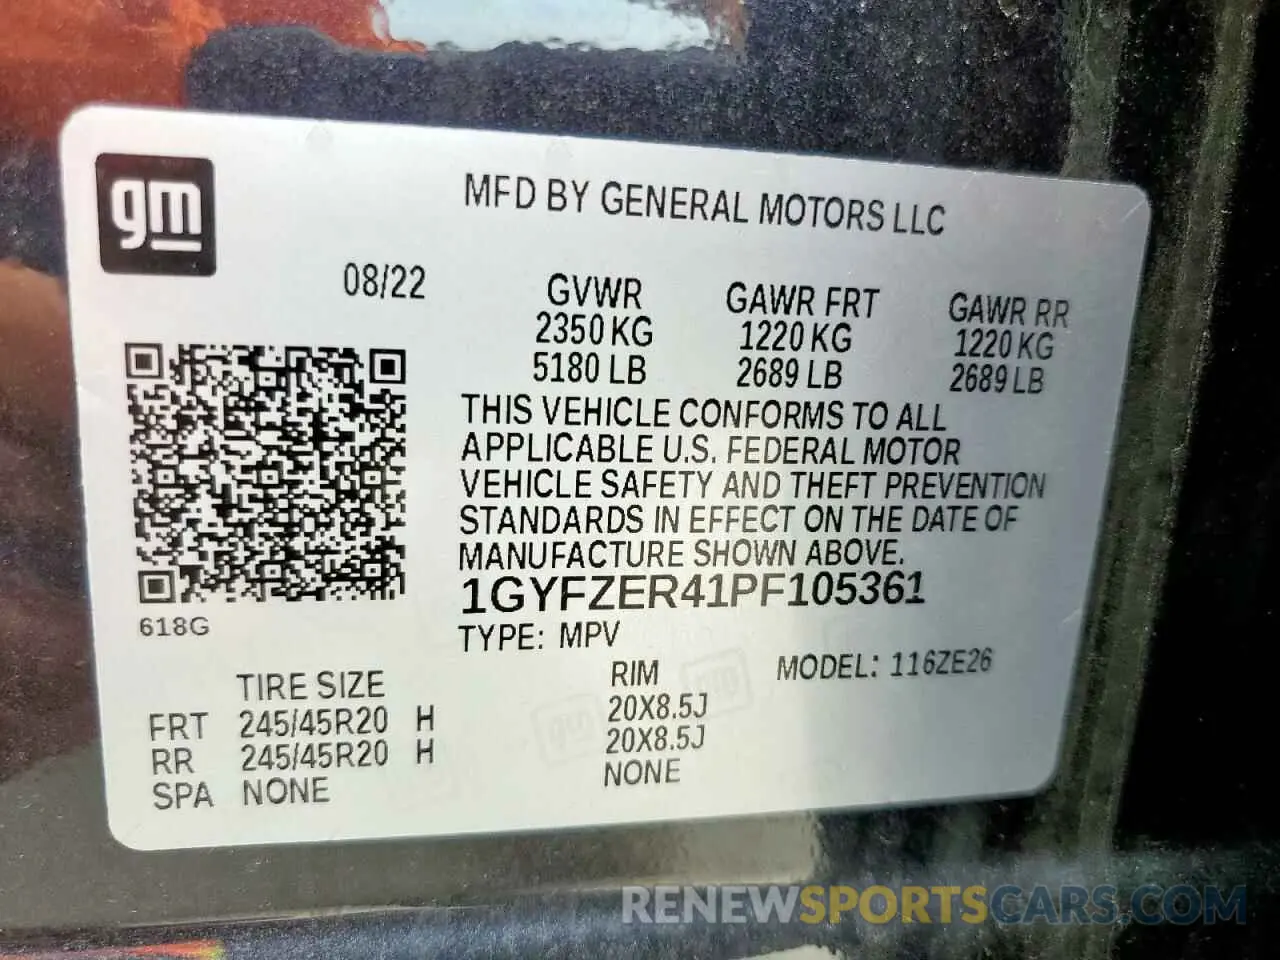 gm
MFD BY GENERAL MOTORS LLC
08/22
GVWR GAWR FRT GAWR RR
2350 KG 1220 KG 1220 KG
5180 LB 2689 LB 2689 LB
THIS VEHICLE CONFORMS TO ALL
APPLICABLE U.S. FEDERAL MOTOR
VEHICLE SAFETY AND THEFT PREVENTION
STANDARDS IN EFFECT ON THE DATE OF
MANUFACTURE SHOWN ABOVE.
1GYFZER41PF105361
618G
TYPE: MPV MODEL: 116ZE26
TIRE SIZE RIM
FRT 245/45R20 H 20X8.5J
RR 245/45R20 H 20X8.5J
SPA NONE NONE
gm gm
RENEWSPORTSCARS.COM